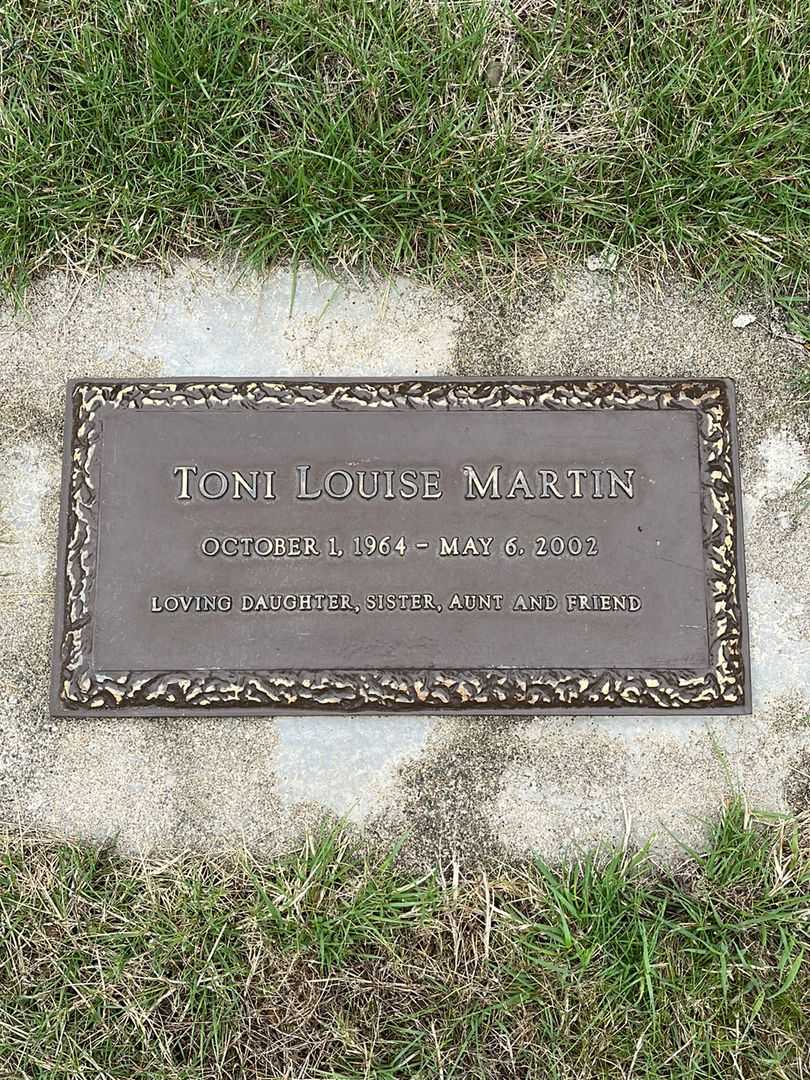 TONI LOUISE MARTIN
OCTOBER 1, 1964 - MAY 6, 2002
LOVING DAUGHTER, SISTER, AUNT AND FRIEND